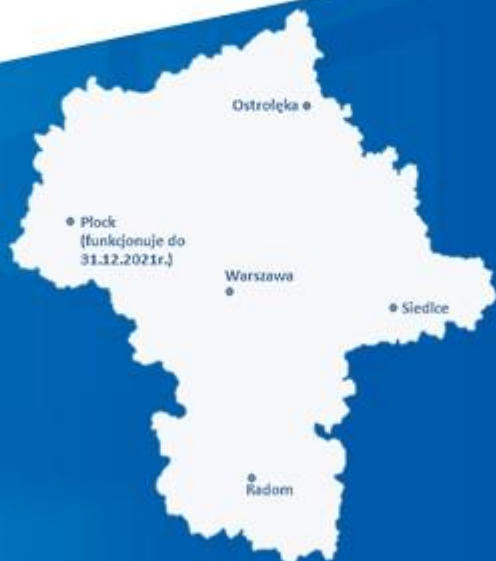 Ostrołęka
Płock
(funkcjonuje do
31.12.2021r.)
Warszawa
Siedlce
Radom